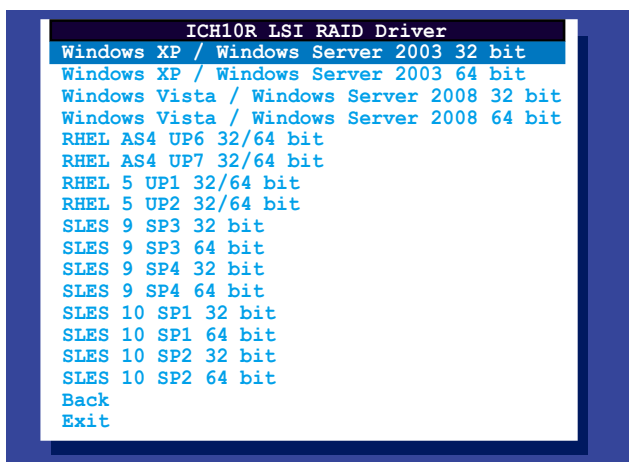 ICH10R LSI RAID Driver
Windows XP / Windows Server 2003 32 bit
Windows XP / Windows Server 2003 64 bit
Windows Vista / Windows Server 2008 32 bit
Windows Vista / Windows Server 2008 64 bit
RHEL AS4 UP6 32/64 bit
RHEL AS4 UP7 32/64 bit
RHEL 5 UP1 32/64 bit
RHEL 5 UP2 32/64 bit
SLES 9 SP3 32 bit
SLES 9 SP3 64 bit
SLES 9 SP4 32 bit
SLES 9 SP4 64 bit
SLES 10 SP1 32 bit
SLES 10 SP1 64 bit
SLES 10 SP2 32 bit
SLES 10 SP2 64 bit
Back
Exit